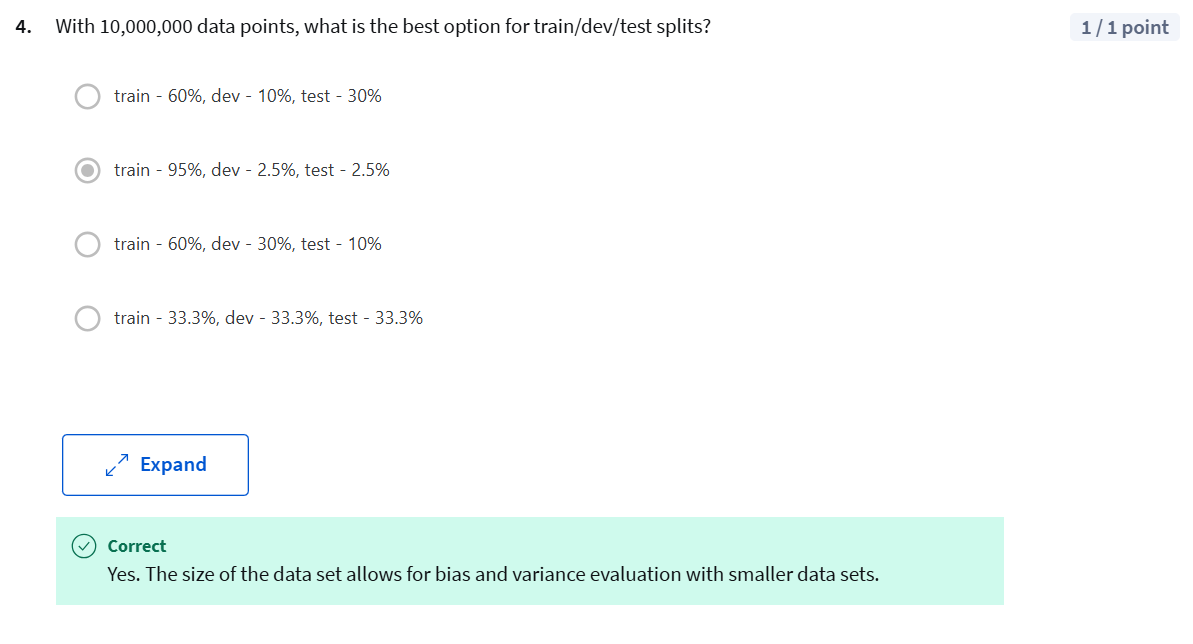 4. With 10,000,000 data points, what is the best option for train/dev/test splits?
1 / 1 point
train - 60%, dev - 10%, test - 30%
train - 95%, dev - 2.5%, test - 2.5%
train - 60%, dev - 30%, test - 10%
train - 33.3%, dev - 33.3%, test - 33.3%
Expand
Correct
Yes. The size of the data set allows for bias and variance evaluation with smaller data sets.